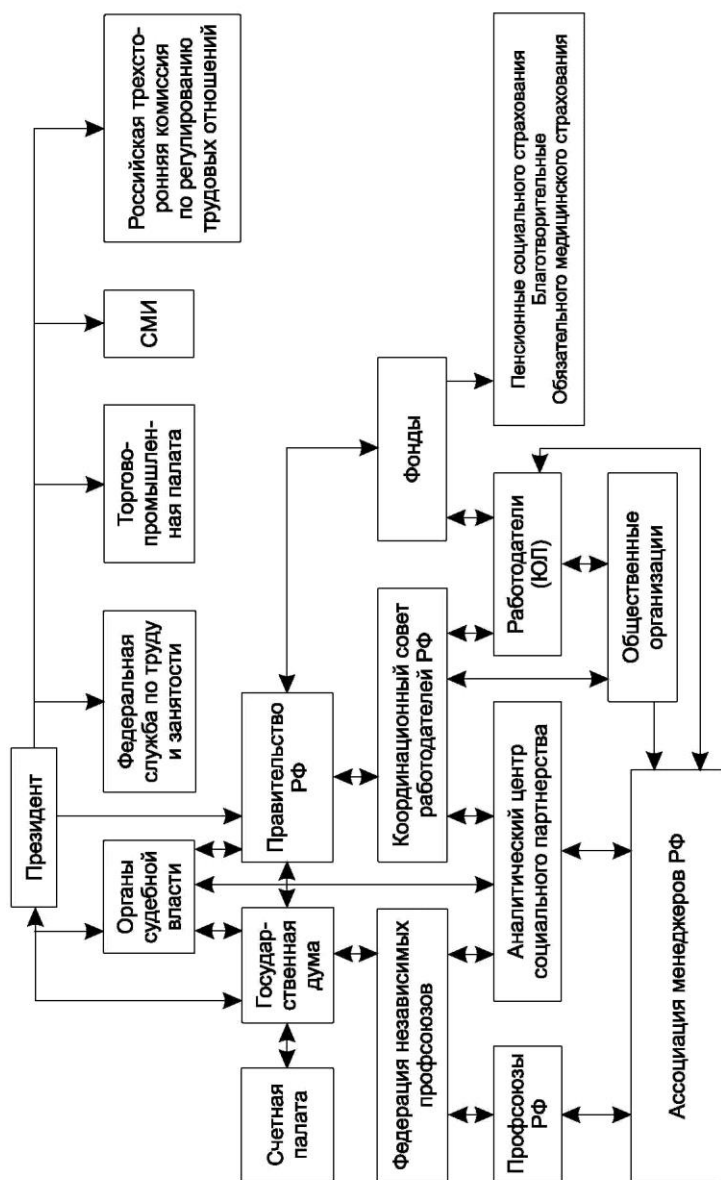 Президент
Органы
судебной
власти
Федеральная
служба по труду
и занятости
Торгово-
промышлен-
ная палата
СМИ
Российская трехсто-
ронняя комиссия
по регулированию
трудовых отношений
Счетная
палата
Государ-
ственная
дума
Правительство
РФ
Федерация независимых
профсоюзов
Координационный совет
работодателей РФ
Фонды
Профсоюзы
РФ
Аналитический центр
социального партнерства
Работодатели
(ЮЛ)
Пенсионные социального страхования
Благотворительные
Обязательного медицинского страхования
Общественные
организации
Ассоциация менеджеров РФ